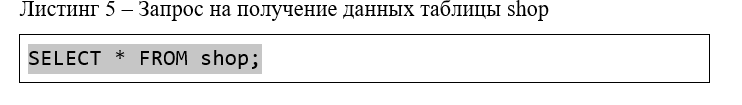 Листинг 5 – Запрос на получение данных таблицы shop
SELECT * FROM shop;